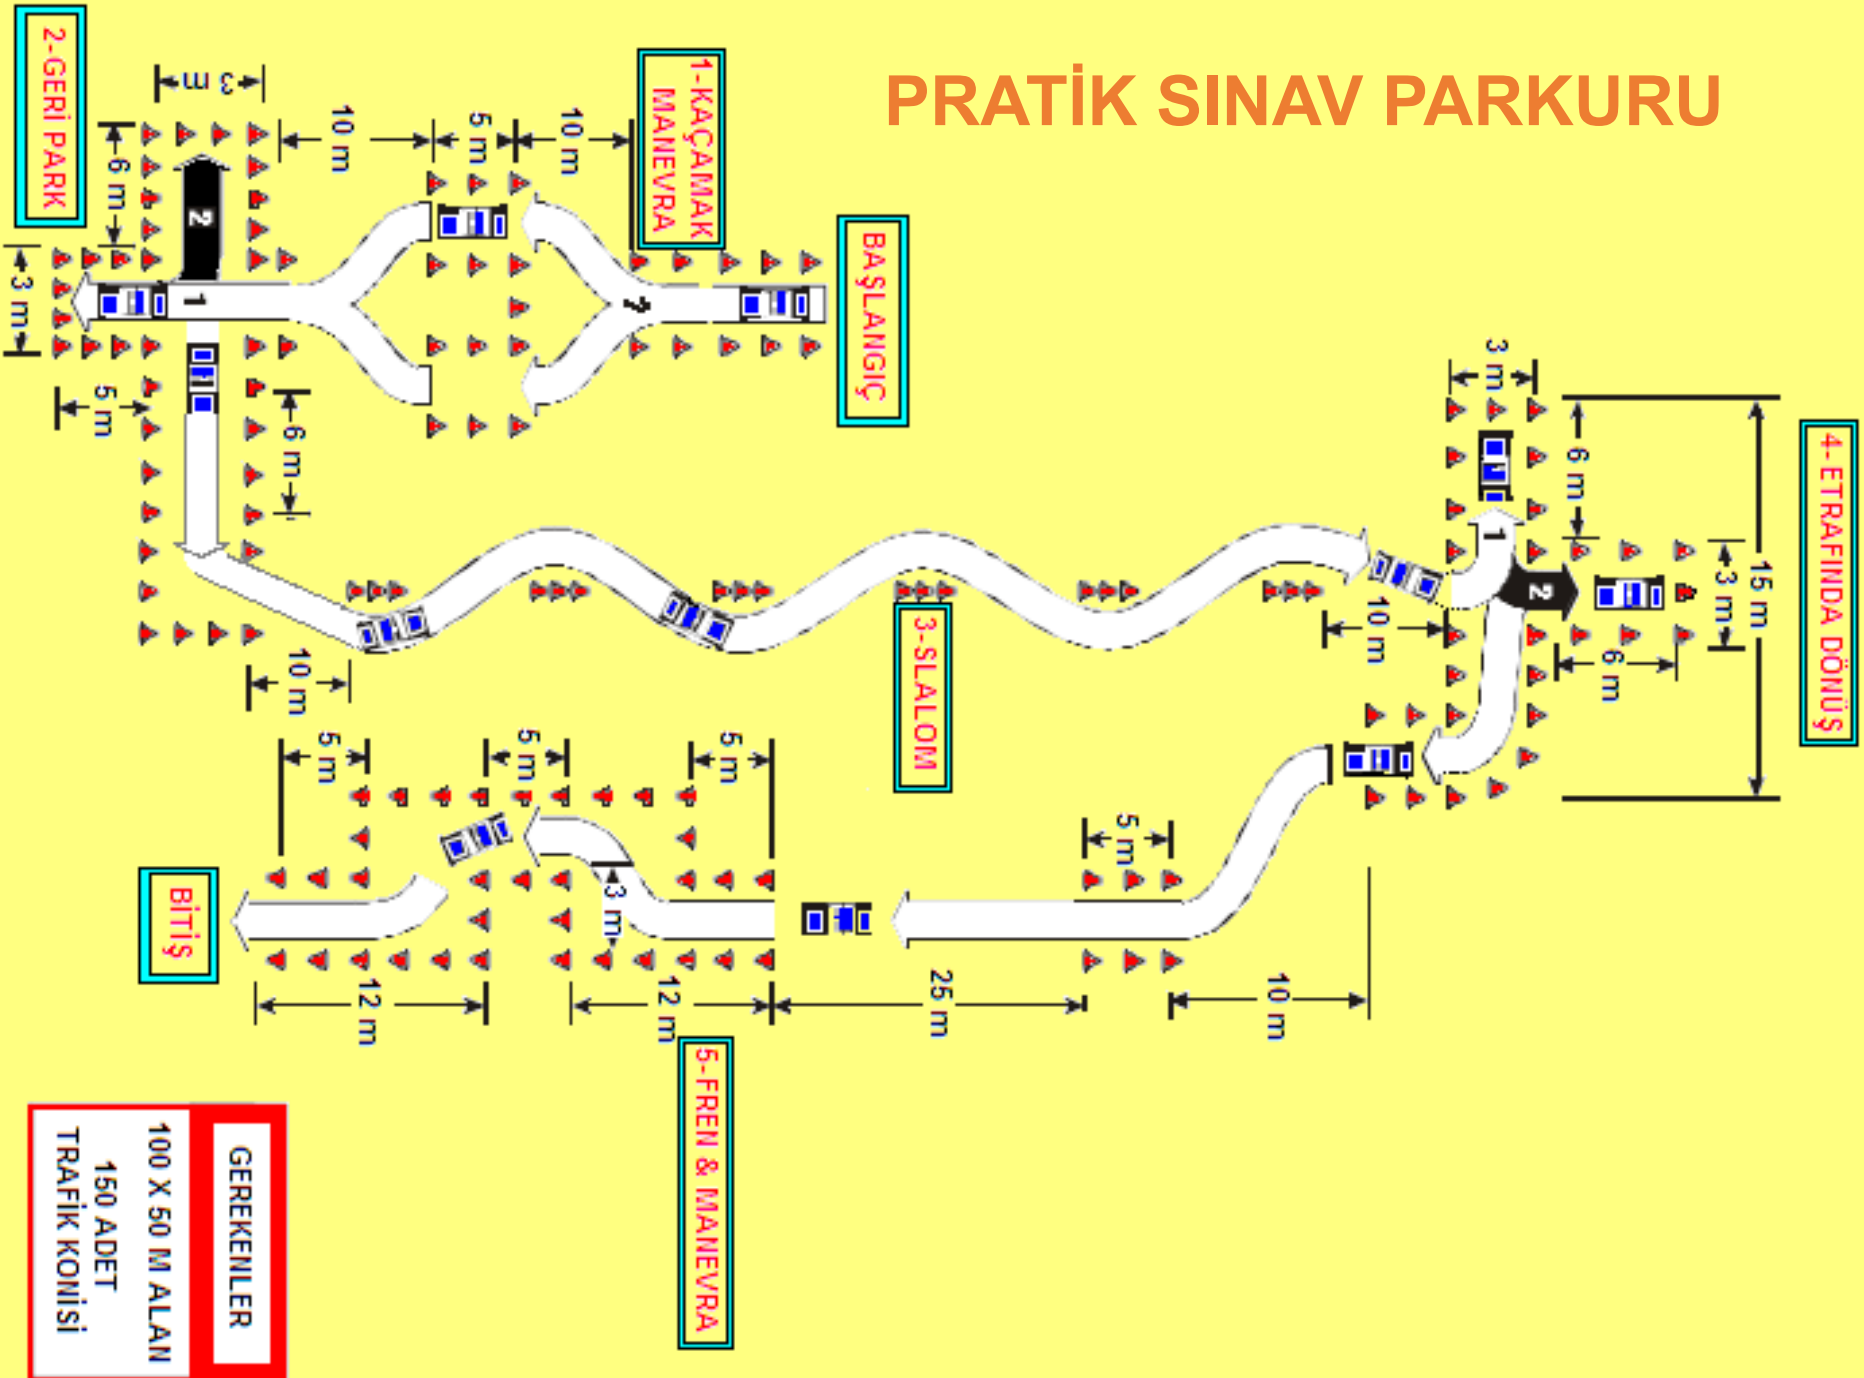 PRATİK SINAV PARKURU
BAŞLANGIÇ
1-KAÇAMAK
MANEVRA
10 m
5 m
10 m
?
2-GERİ PARK
3 m
6 m
3 m
5 m
6 m
1
2
10 m
3-SLALOM
10 m
4-ETRAFINDA DÖNÜŞ
3 m
6 m
15 m
3 m
6 m
1
2
10 m
5 m
25 m
5-FREN & MANEVRA
5 m
5 m
5 m
3 m
12 m
12 m
BİTİŞ
GEREKENLER
100 X 50 M ALAN
150 ADET
TRAFİK KONİSİ